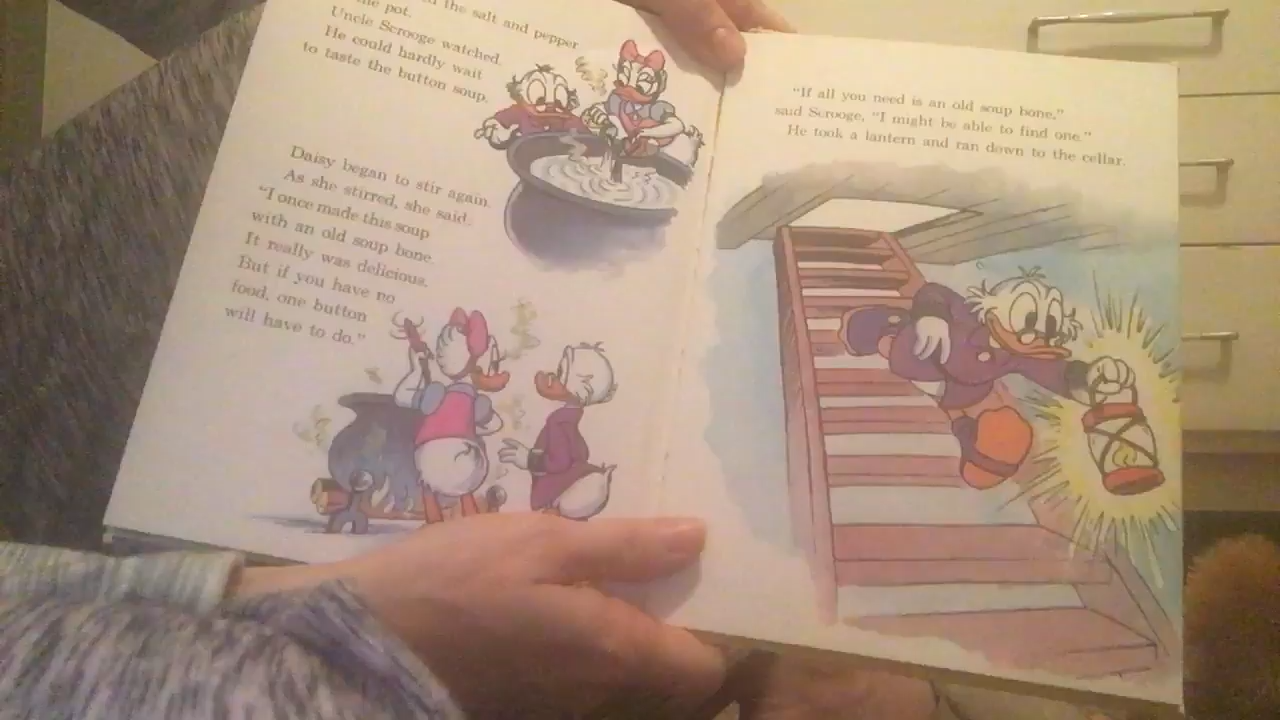 the salt and pepper
the pot.
Uncle Scrooge watched.
He could hardly wait
to taste the button soup.
Daisy began to stir again.
As she stirred, she said:
"I once made this soup
with an old soup bone.
It really was delicious.
But if you have no
food, one button
will have to do."
"If all you need is an old soup bone,"
said Scrooge, "I might be able to find one."
He took a lantern and ran down to the cellar.